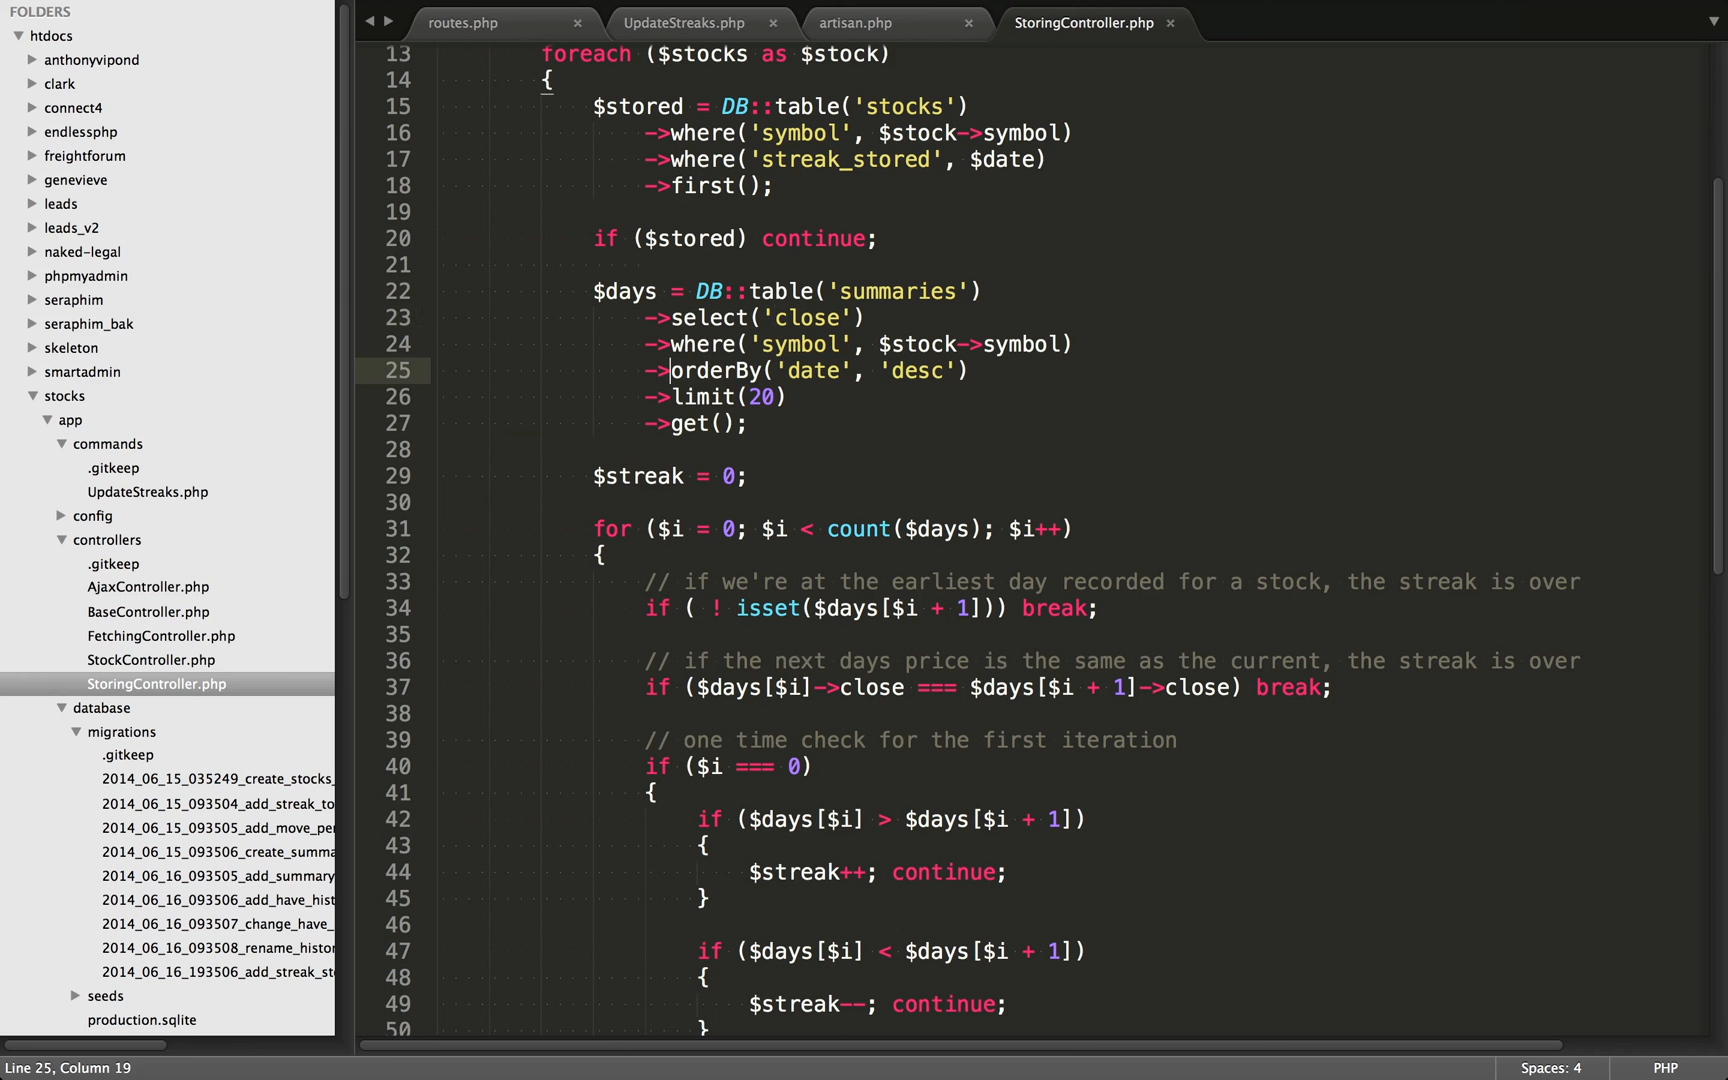 FOLDERS
htdocs
anthonyvipond
clark
connect4
endlessphp
freightforum
genevieve
leads
leads_v2
naked-legal
phpmyadmin
seraphim
seraphim_bak
skeleton
smartadmin
stocks
app
commands
.gitkeep
UpdateStreaks.php
config
controllers
.gitkeep
AjaxController.php
BaseController.php
FetchingController.php
StockController.php
StoringController.php
database
migrations
.gitkeep
2014_06_15_035249_create_stocks_
2014_06_15_093504_add_streak_to
2014_06_15_093505_add_move_per
2014_06_15_093506_create_summa
2014_06_16_093505_add_summary
2014_06_16_093506_add_have_hist
2014_06_16_093507_change_have_
2014_06_16_093508_rename_histor
2014_06_16_193506_add_streak_st
seeds
production.sqlite
routes.php × UpdateStreaks.php × artisan.php × StoringController.php ×
13 foreach ($stocks as $stock)
14 {
15 $stored = DB::table('stocks')
16 ->where('symbol', $stock->symbol)
17 ->where('streak_stored', $date)
18 ->first();
19
20 if ($stored) continue;
21
22 $days = DB::table('summaries')
23 ->select('close')
24 ->where('symbol', $stock->symbol)
25 ->orderBy('date', 'desc')
26 ->limit(20)
27 ->get();
28
29 $streak = 0;
30
31 for ($i = 0; $i < count($days); $i++)
32 {
33 // if we're at the earliest day recorded for a stock, the streak is over
34 if ( ! isset($days[$i + 1])) break;
35
36 // if the next days price is the same as the current, the streak is over
37 if ($days[$i]->close === $days[$i + 1]->close) break;
38
39 // one time check for the first iteration
40 if ($i === 0)
41 {
42 if ($days[$i] > $days[$i + 1])
43 {
44 $streak++; continue;
45 }
46
47 if ($days[$i] < $days[$i + 1])
48 {
49 $streak--; continue;
50 }
Line 25, Column 19
Spaces: 4
PHP